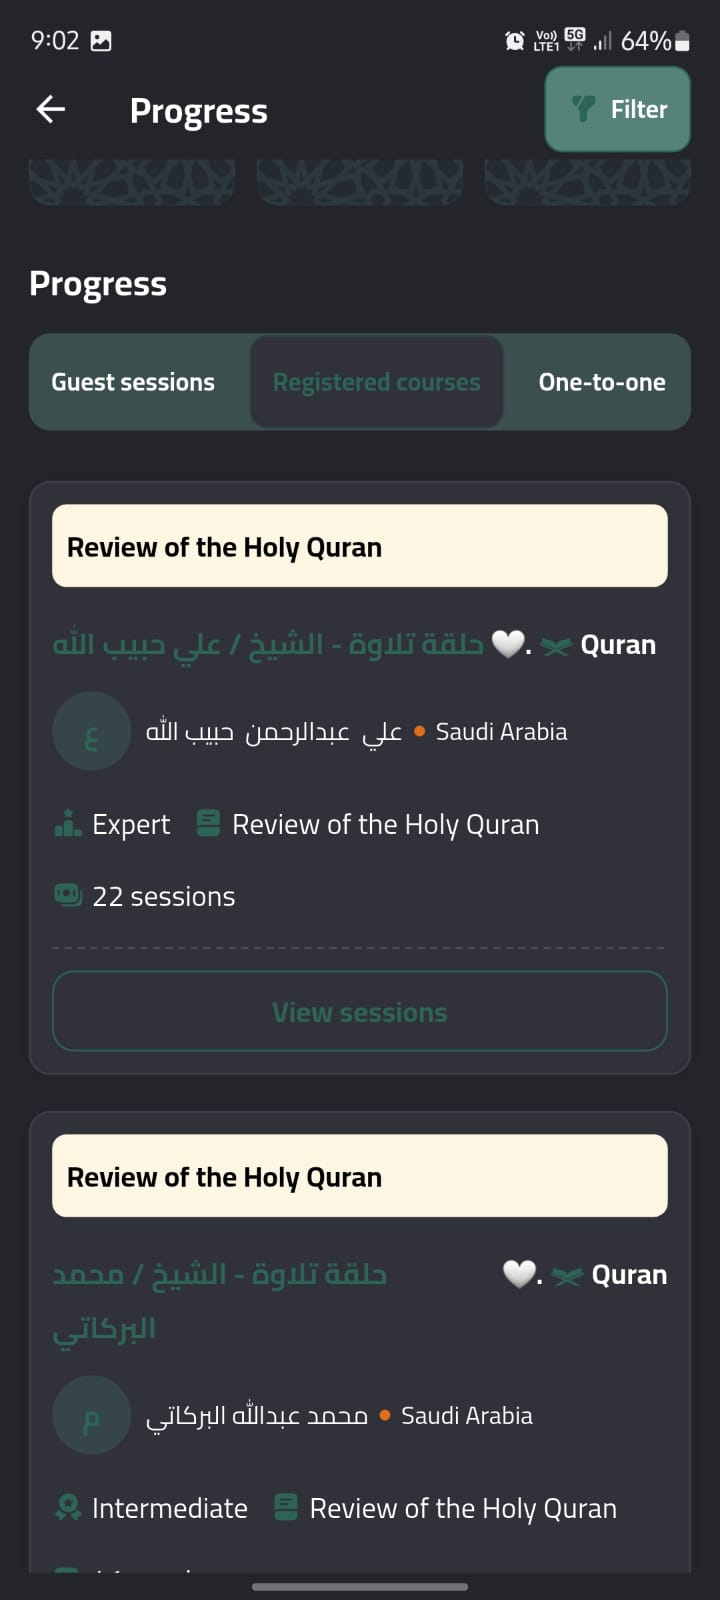 9:02 Vo)) LTE1 5G 64%
Progress
Filter
Progress
Guest sessions Registered courses One-to-one
Review of the Holy Quran
حلقة تلاوة - الشيخ / علي حبيب الله 🤍. Quran
ع
علي عبدالرحمن حبيب الله • Saudi Arabia
Expert Review of the Holy Quran
22 sessions
View sessions
Review of the Holy Quran
حلقة تلاوة - الشيخ / محمد 🤍. Quran
البركاتي
م
محمد عبدالله البركاتي • Saudi Arabia
Intermediate Review of the Holy Quran